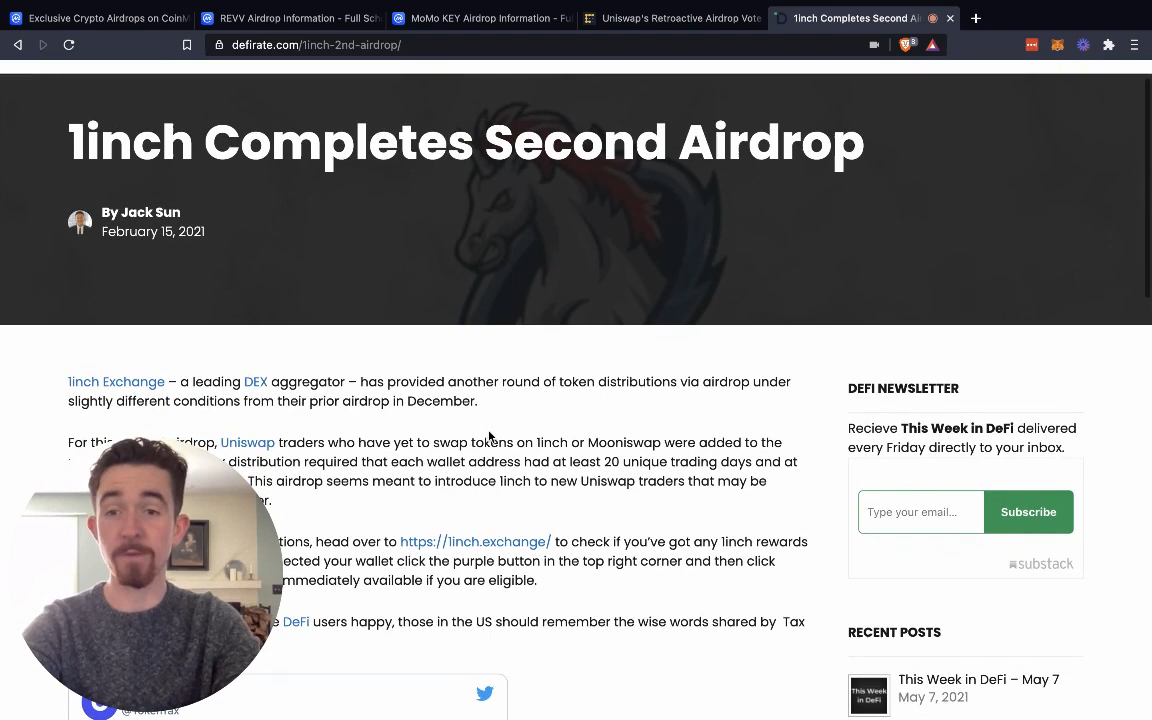 Exclusive Crypto Airdrops on CoinM
REVV Airdrop Information - Full Sch
MoMo KEY Airdrop Information - Fu
Uniswap's Retroactive Airdrop Vote
1inch Completes Second Air
defirate.com/1inch-2nd-airdrop/
8
1inch Completes Second Airdrop
By Jack Sun
February 15, 2021
1inch Exchange – a leading DEX aggregator – has provided another round of token distributions via airdrop under
slightly different conditions from their prior airdrop in December.
For this airdrop, Uniswap traders who have yet to swap tokens on 1inch or Mooniswap were added to the
distribution required that each wallet address had at least 20 unique trading days and at
This airdrop seems meant to introduce 1inch to new Uniswap traders that may be
head over to https://1inch.exchange/ to check if you've got any 1inch rewards
your wallet click the purple button in the top right corner and then click
immediately available if you are eligible.
DeFi users happy, those in the US should remember the wise words shared by Tax
DEFI NEWSLETTER
Recieve This Week in DeFi delivered
every Friday directly to your inbox.
Type your email...
Subscribe
substack
RECENT POSTS
This Week
in DeFi
This Week in DeFi – May 7
May 7, 2021